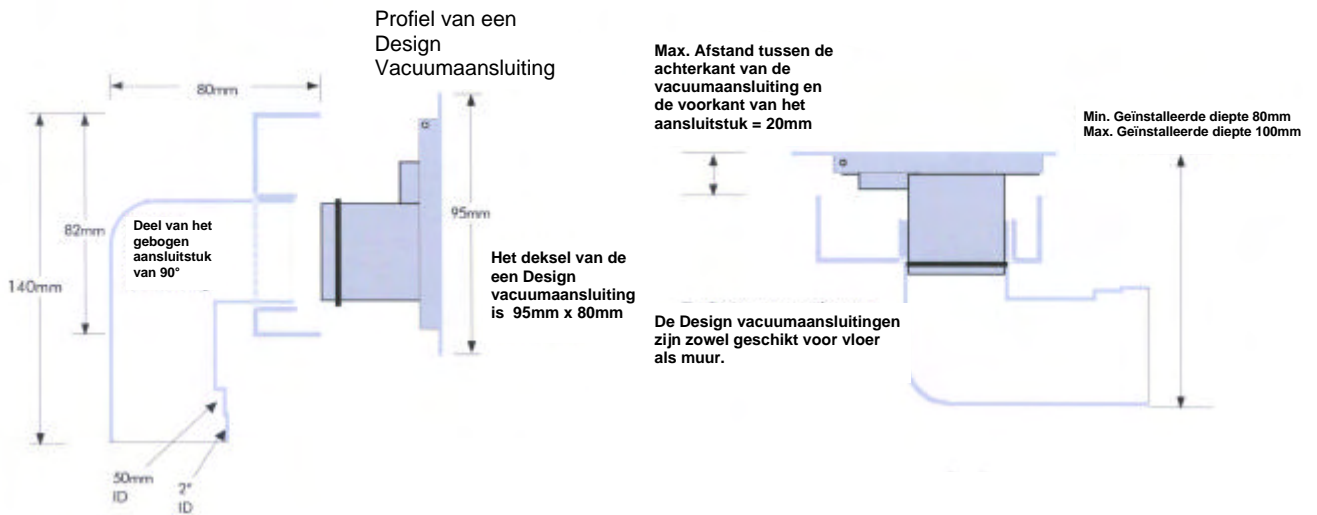 Profiel van een
Design
Vacuumaansluiting
80mm
82mm
140mm
Deel van het
gebogen
aansluitstuk
van 90°
95mm
Het deksel van de
een Design
vacuumaansluiting
is 95mm x 80mm
50mm
ID
2"
ID
Max. Afstand tussen de
achterkant van de
vacuumaansluiting en
de voorkant van het
aansluitstuk = 20mm
Min. Geïnstalleerde diepte 80mm
Max. Geïnstalleerde diepte 100mm
De Design vacuumaansluitingen
zijn zowel geschikt voor vloer
als muur.